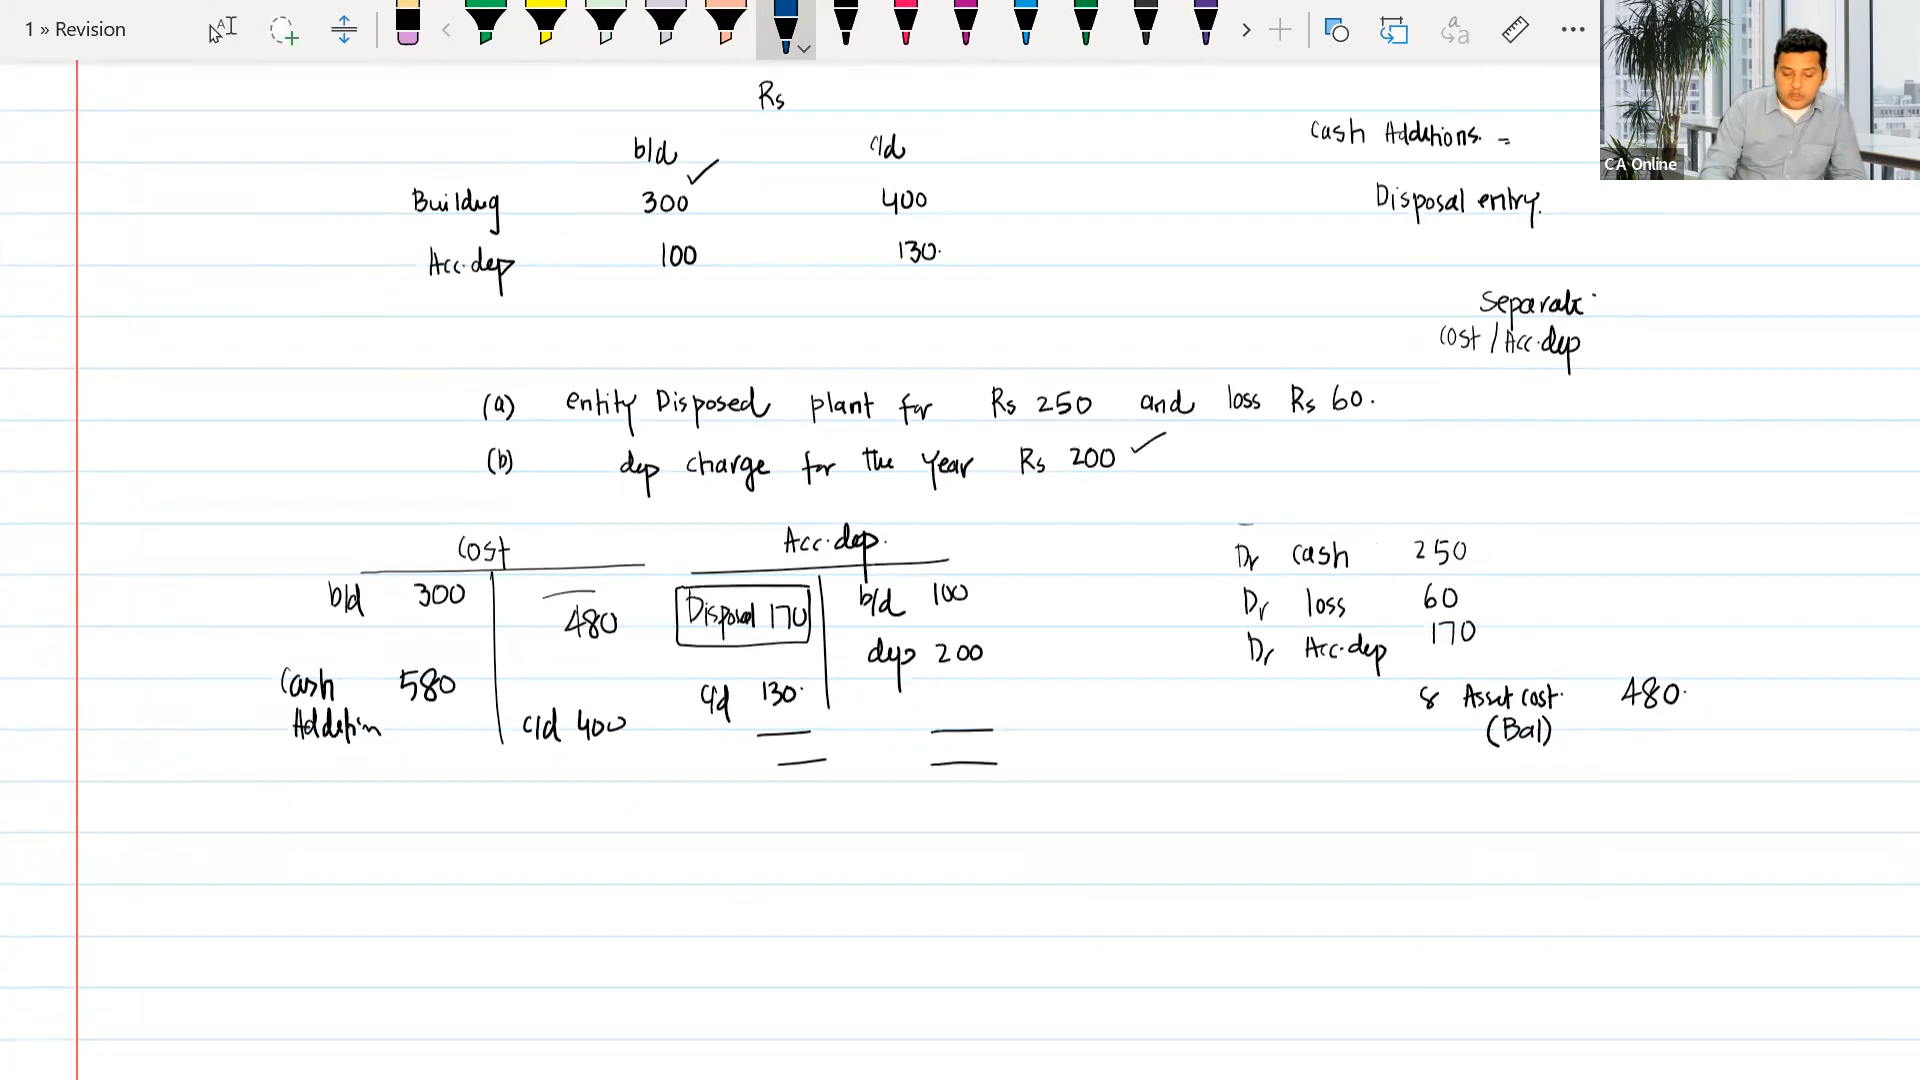 1 » Revision
CA Online
Rs
b/d c/d
Building 300 400
Acc.dep 100 130.
Cash Additions. =
Disposal entry.
Separate
Cost / Acc.dep
(a) entity Disposed plant for Rs 250 and loss Rs 60.
(b) dep charge for the year Rs 200
Cost
b/d 300
480
Cash 580
Addition
c/d 400
Acc.dep.
Disposal 170
b/d 100
dep 200
c/d 130.
Dr cash 250
Dr loss 60
Dr Acc.dep 170
Asset cost. 480.
(Bal)